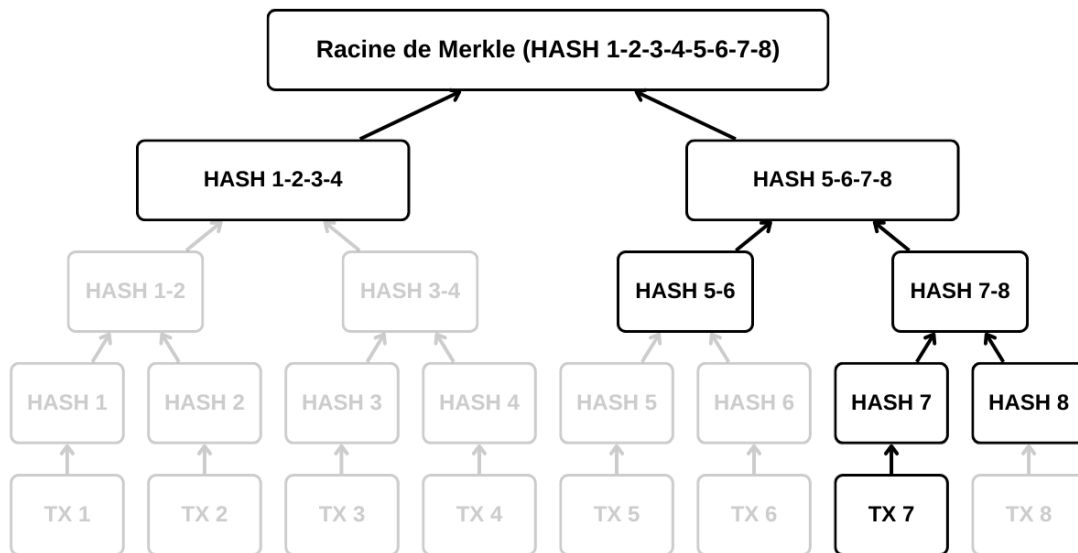 Racine de Merkle (HASH 1-2-3-4-5-6-7-8)
HASH 1-2-3-4
HASH 5-6-7-8
HASH 1-2
HASH 3-4
HASH 5-6
HASH 7-8
HASH 1
HASH 2
HASH 3
HASH 4
HASH 5
HASH 6
HASH 7
HASH 8
TX 1
TX 2
TX 3
TX 4
TX 5
TX 6
TX 7
TX 8